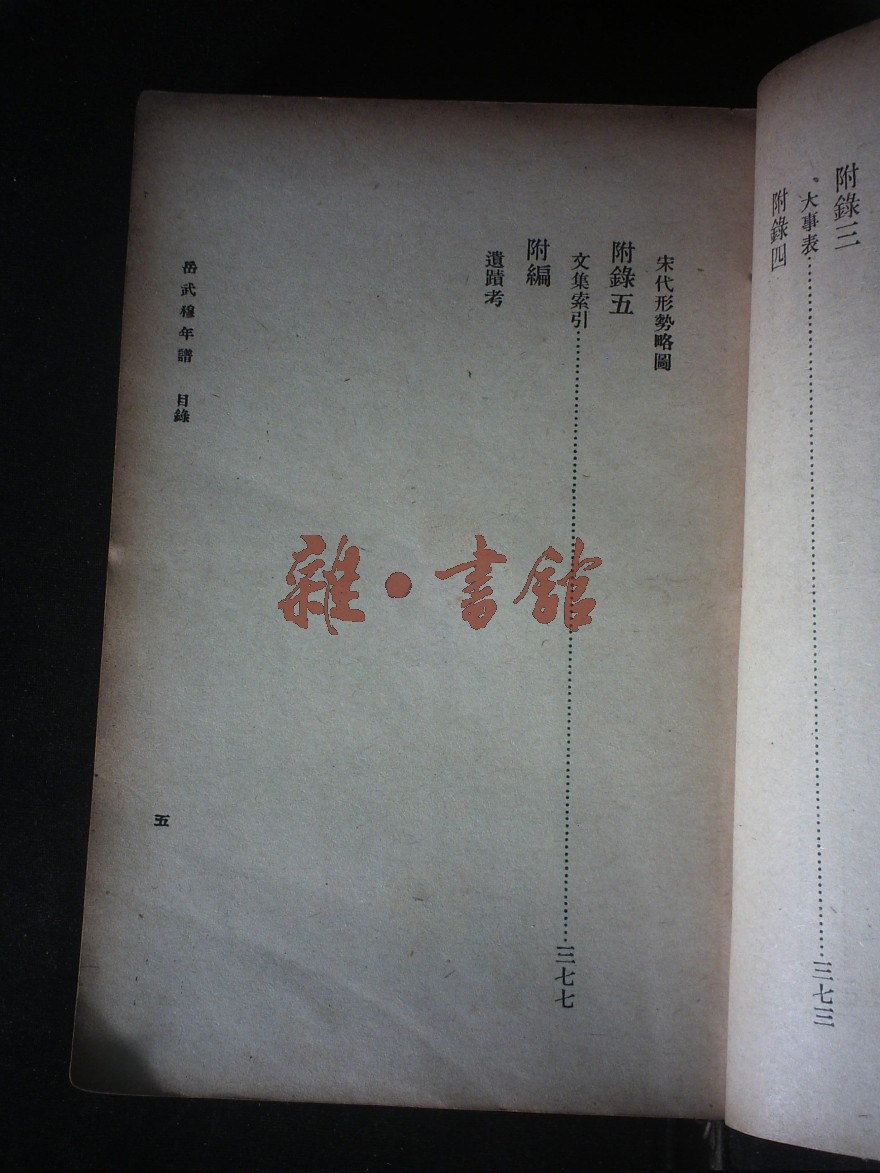 附錄三
大事表……三七三
附錄四
宋代形勢略圖
附錄五
文集索引……三七七
附編
遺蹟考
岳武穆年譜　目錄
五
雜・書館